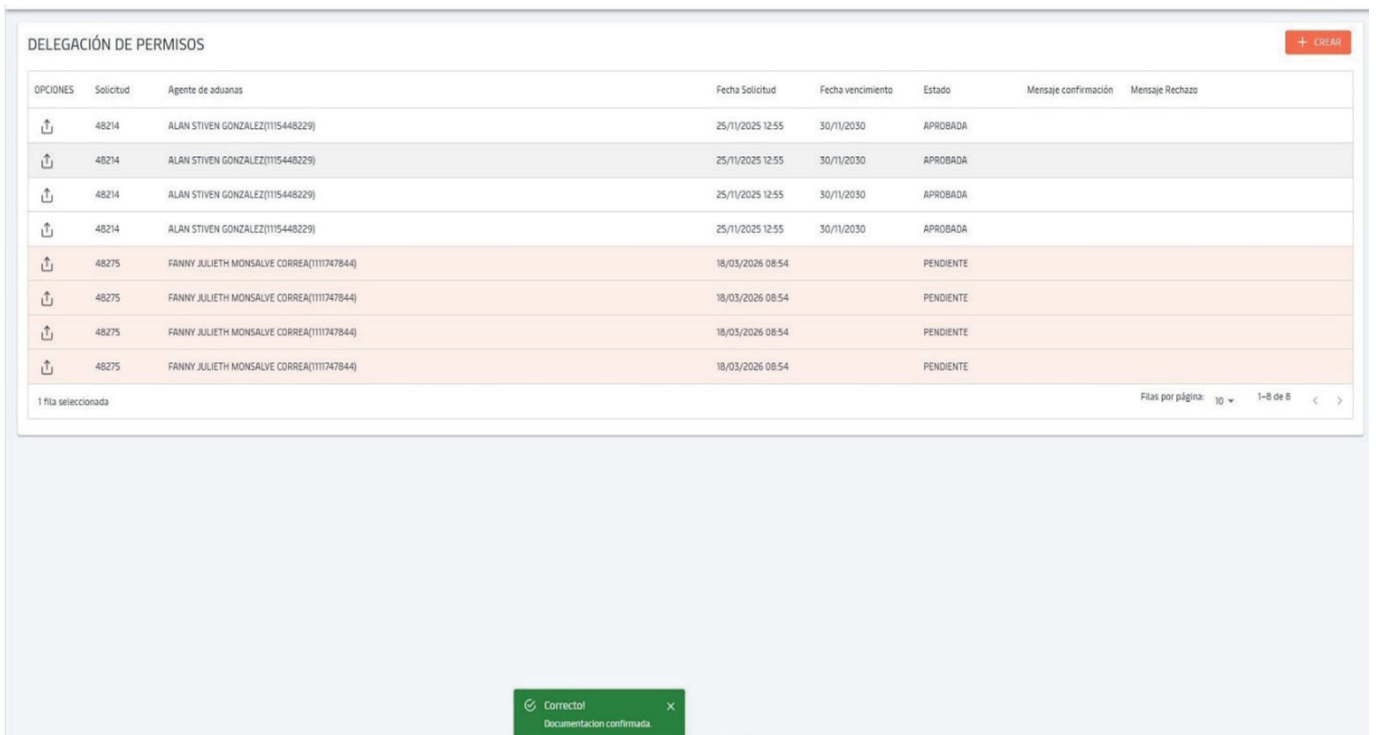 DELEGACIÓN DE PERMISOS
+ CREAR
OPCIONES Solicitud Agente de aduanas Fecha Solicitud Fecha vencimiento Estado Mensaje confirmación Mensaje Rechazo
48214 ALAN STIVEN GONZALEZ(1115448229) 25/11/2025 12:55 30/11/2030 APROBADA
48214 ALAN STIVEN GONZALEZ(1115448229) 25/11/2025 12:55 30/11/2030 APROBADA
48214 ALAN STIVEN GONZALEZ(1115448229) 25/11/2025 12:55 30/11/2030 APROBADA
48214 ALAN STIVEN GONZALEZ(1115448229) 25/11/2025 12:55 30/11/2030 APROBADA
48275 FANNY JULIETH MONSALVE CORREA(1111747844) 18/03/2026 08:54 PENDIENTE
48275 FANNY JULIETH MONSALVE CORREA(1111747844) 18/03/2026 08:54 PENDIENTE
48275 FANNY JULIETH MONSALVE CORREA(1111747844) 18/03/2026 08:54 PENDIENTE
48275 FANNY JULIETH MONSALVE CORREA(1111747844) 18/03/2026 08:54 PENDIENTE
1 fila seleccionada Filas por página: 10 1–8 de 8
Correcto!
Documentacion confirmada.